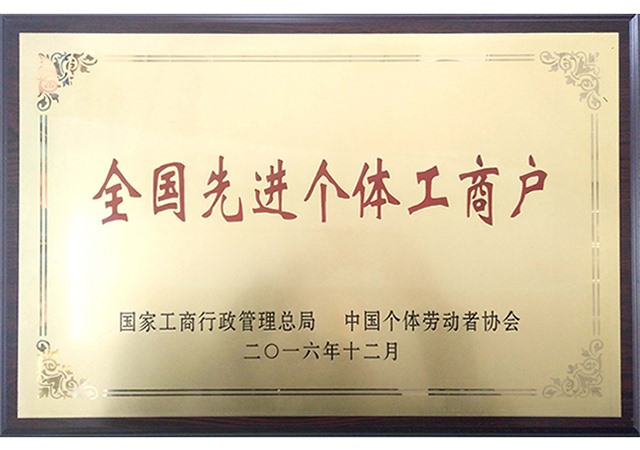 全国先进个体工商户
国家工商行政管理总局 中国个体劳动者协会
二〇一六年十二月